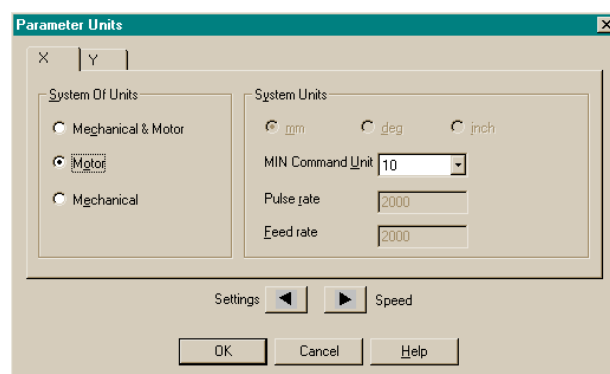 Parameter Units
X Y
System Of Units
Mechanical & Motor
Motor
Mechanical
System Units
mm deg inch
MIN Command Unit 10
Pulse rate 2000
Feed rate 2000
Settings Speed
OK Cancel Help